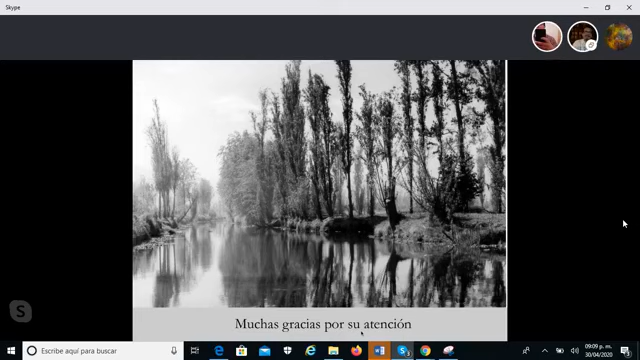 Skype
Muchas gracias por su atención
Escribe aquí para buscar
09:09 p. m.
30/04/2020